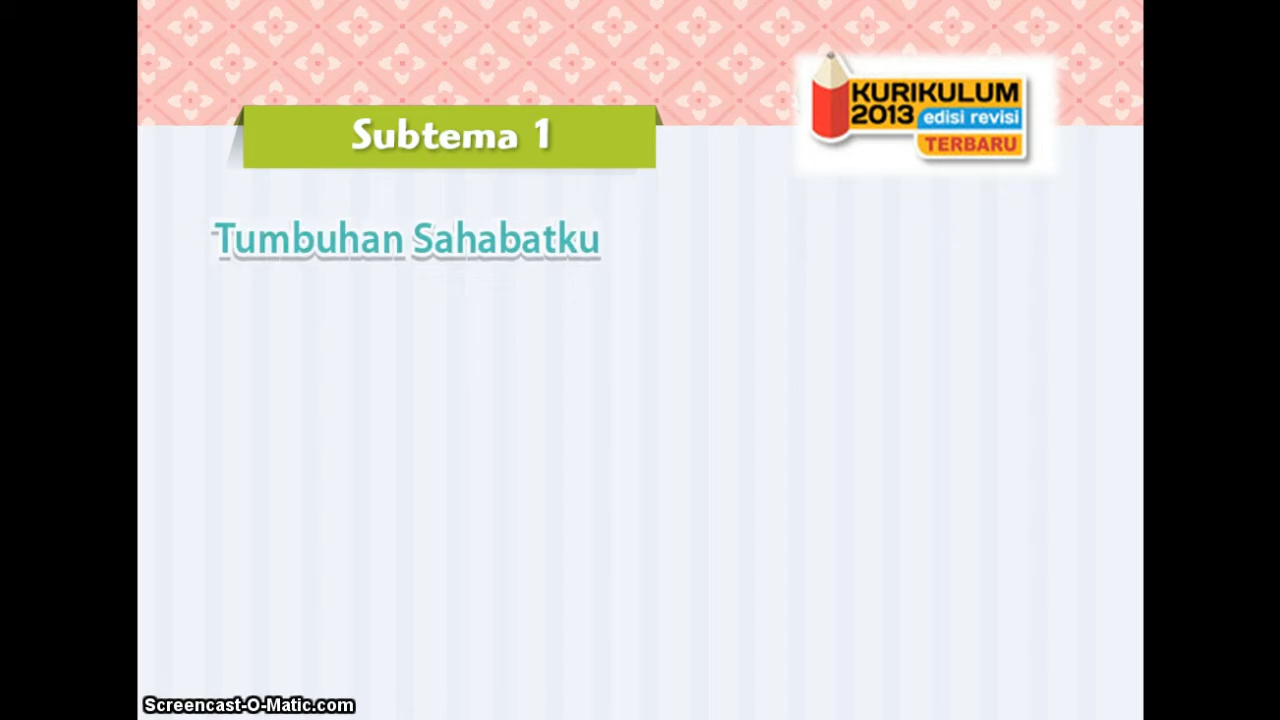 Subtema 1
KURIKULUM
2013 edisi revisi
TERBARU
Tumbuhan Sahabatku
Screencast-O-Matic.com